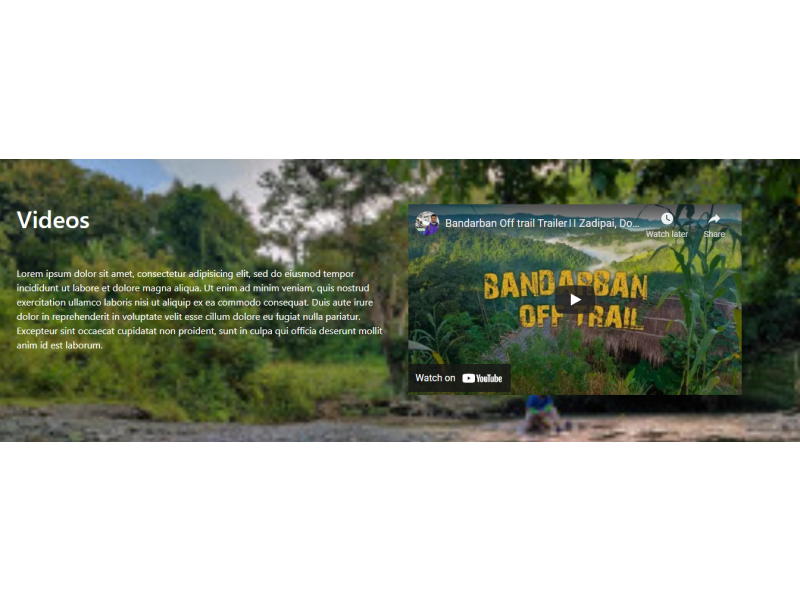 Videos
Lorem ipsum dolor sit amet, consectetur adipisicing elit, sed do eiusmod tempor
incididunt ut labore et dolore magna aliqua. Ut enim ad minim veniam, quis nostrud
exercitation ullamco laboris nisi ut aliquip ex ea commodo consequat. Duis aute irure
dolor in reprehenderit in voluptate velit esse cillum dolore eu fugiat nulla pariatur.
Excepteur sint occaecat cupidatat non proident, sunt in culpa qui officia deserunt mollit
anim id est laborum.
Bandarban Off trail Trailer।। Zadipai, Do...
Watch later
Share
BANDARBAN
OFF TRAIL
Watch on YouTube